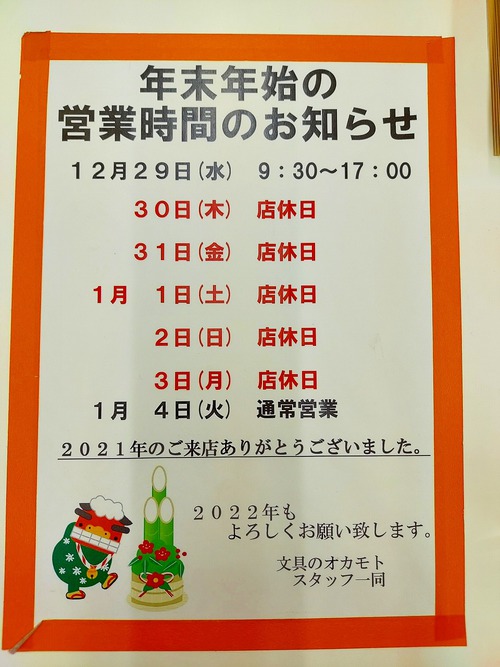 年末年始の
営業時間のお知らせ
12月29日(水) 9:30～17:00
30日(木) 店休日
31日(金) 店休日
1月 1日(土) 店休日
2日(日) 店休日
3日(月) 店休日
1月 4日(火) 通常営業
2021年のご来店ありがとうございました。
2022年も
よろしくお願い致します。
文具のオカモト
スタッフ一同